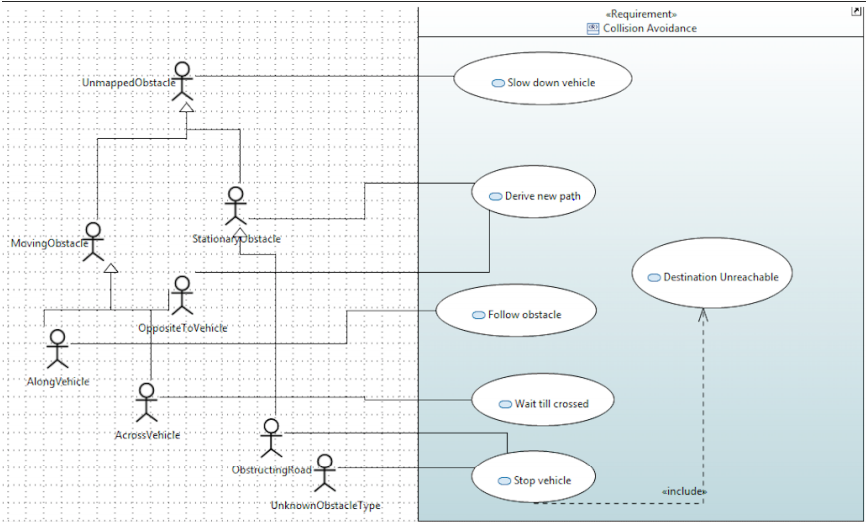 «Requirement»
Collision Avoidance
UnmappedObstacle
Slow down vehicle
Derive new path
MovingObstacle
StationaryObstacle
Destination Unreachable
OppositeToVehicle
Follow obstacle
AlongVehicle
Wait till crossed
AcrossVehicle
ObstructingRoad
Stop vehicle
«include»
UnknownObstacleType